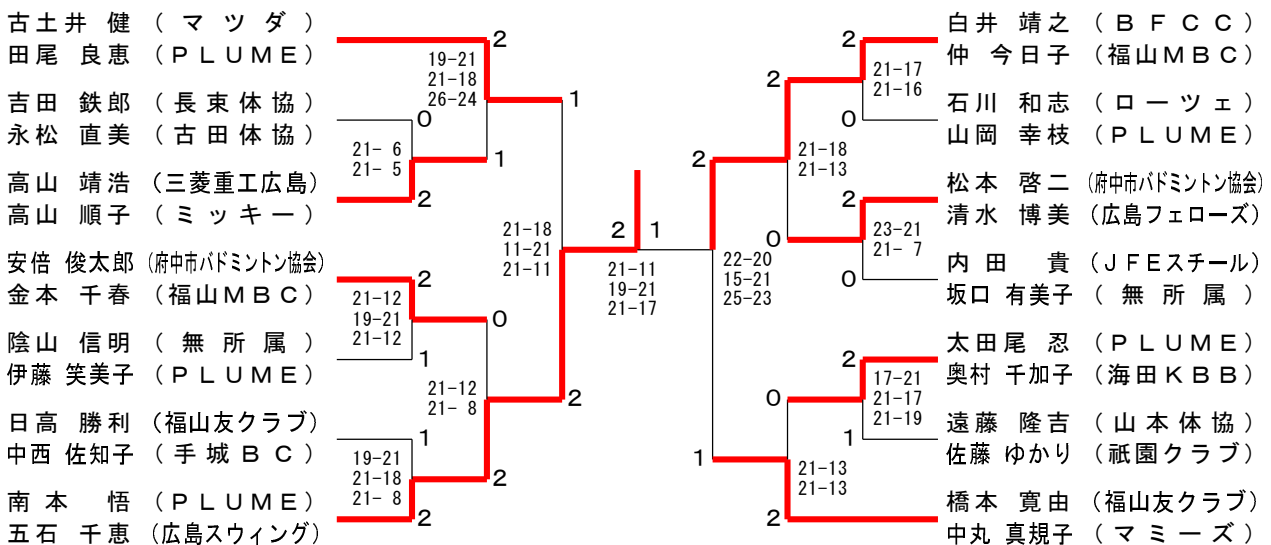 古土井 健 (マツダ)
田尾 良恵 (PLUME)
吉田 鉄郎 (長束体協)
永松 直美 (古田体協)
高山 靖浩 (三菱重工広島)
高山 順子 (ミッキー)
安倍 俊太郎 (府中市バドミントン協会)
金本 千春 (福山MBC)
陰山 信明 (無所属)
伊藤 笑美子 (PLUME)
日高 勝利 (福山友クラブ)
中西 佐知子 (手城BC)
南本 悟 (PLUME)
五石 千恵 (広島スウィング)
2
19-21
21-18
26-24
1
0
21- 6
21- 5
1
2
21-18
11-21
21-11
2
21-12
19-21
21-12
0
1
21-12
21- 8
2
1
19-21
21-18
21- 8
2
2
2
1
21-11
19-21
21-17
2
21-17
21-16
2
0
21-18
21-13
2
2
0
23-21
21- 7
0
22-20
15-21
25-23
2
17-21
21-17
21-19
0
1
1
21-13
21-13
2
白井 靖之 (BFCC)
仲 今日子 (福山MBC)
石川 和志 (ローツェ)
山岡 幸枝 (PLUME)
松本 啓二 (府中市バドミントン協会)
清水 博美 (広島フェローズ)
内田 貴 (JFEスチール)
坂口 有美子 (無所属)
太田尾 忍 (PLUME)
奥村 千加子 (海田KBB)
遠藤 隆吉 (山本体協)
佐藤 ゆかり (祇園クラブ)
橋本 寛由 (福山友クラブ)
中丸 真規子 (マミーズ)